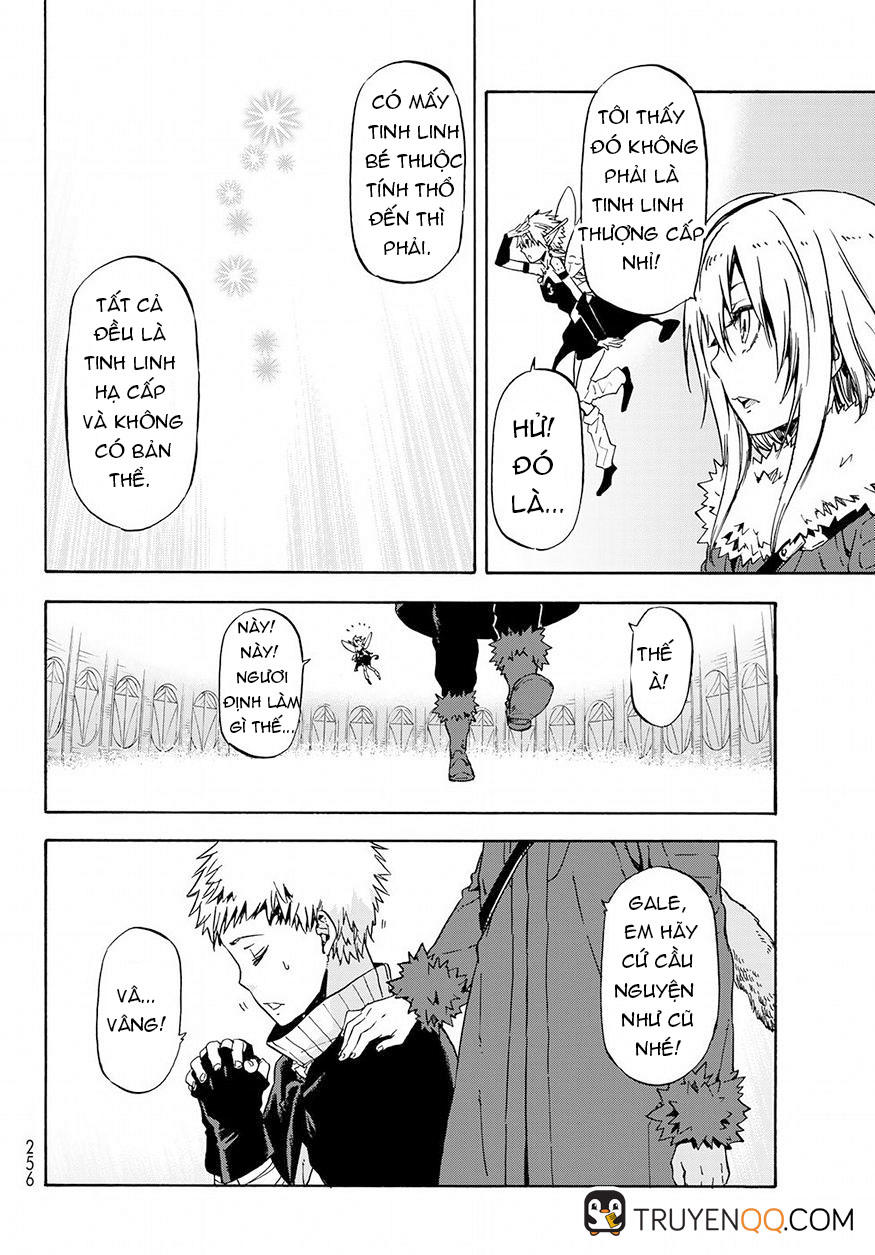 TÔI THẤY
ĐÓ KHÔNG
PHẢI LÀ
TINH LINH
THƯỢNG CẤP
NHỈ!
HỬ!
ĐÓ
LÀ...
CÓ MẤY
TINH LINH
BÉ THUỘC
TÍNH THỔ
ĐẾN THÌ
PHẢI.
TẤT CẢ
ĐỀU LÀ
TINH LINH
HẠ CẤP
VÀ KHÔNG
CÓ BẢN
THỂ.
THẾ
À!
NÀY!
NÀY!
NGƯƠI
ĐỊNH LÀM
GÌ THẾ...
GALE,
EM HÃY
CỨ CẦU
NGUYỆN
NHƯ CŨ
NHÉ!
VÂ...
VÂNG!
256
TRUYENQQ.COM